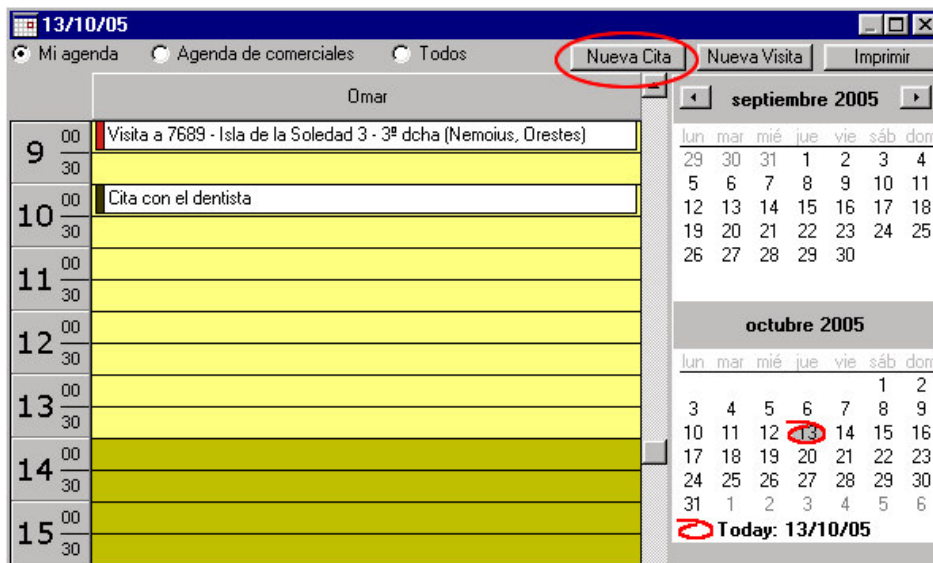 13/10/05
Mi agenda Agenda de comerciales Todos Nueva Cita Nueva Visita Imprimir
Omar
9 00 Visita a 7689 - Isla de la Soledad 3 - 3ª dcha (Nemoius, Orestes)
30
10 00 Cita con el dentista
30
11 00
30
12 00
30
13 00
30
14 00
30
15 00
30
septiembre 2005
lun mar mié jue vie sáb dom
29 30 31 1 2 3 4
5 6 7 8 9 10 11
12 13 14 15 16 17 18
19 20 21 22 23 24 25
26 27 28 29 30
octubre 2005
lun mar mié jue vie sáb dom
1 2
3 4 5 6 7 8 9
10 11 12 13 14 15 16
17 18 19 20 21 22 23
24 25 26 27 28 29 30
31 1 2 3 4 5 6
Today: 13/10/05